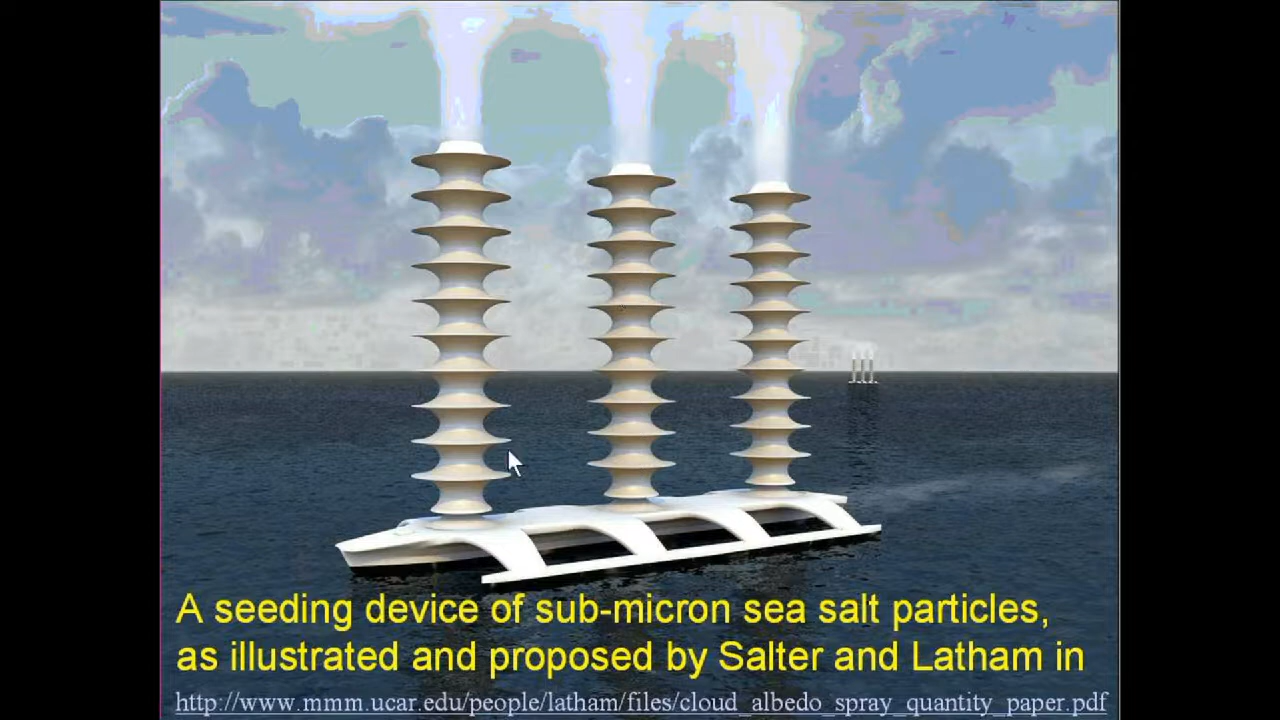 A seeding device of sub-micron sea salt particles,
as illustrated and proposed by Salter and Latham in
http://www.mmm.ucar.edu/people/latham/files/cloud_albedo_spray_quantity_paper.pdf